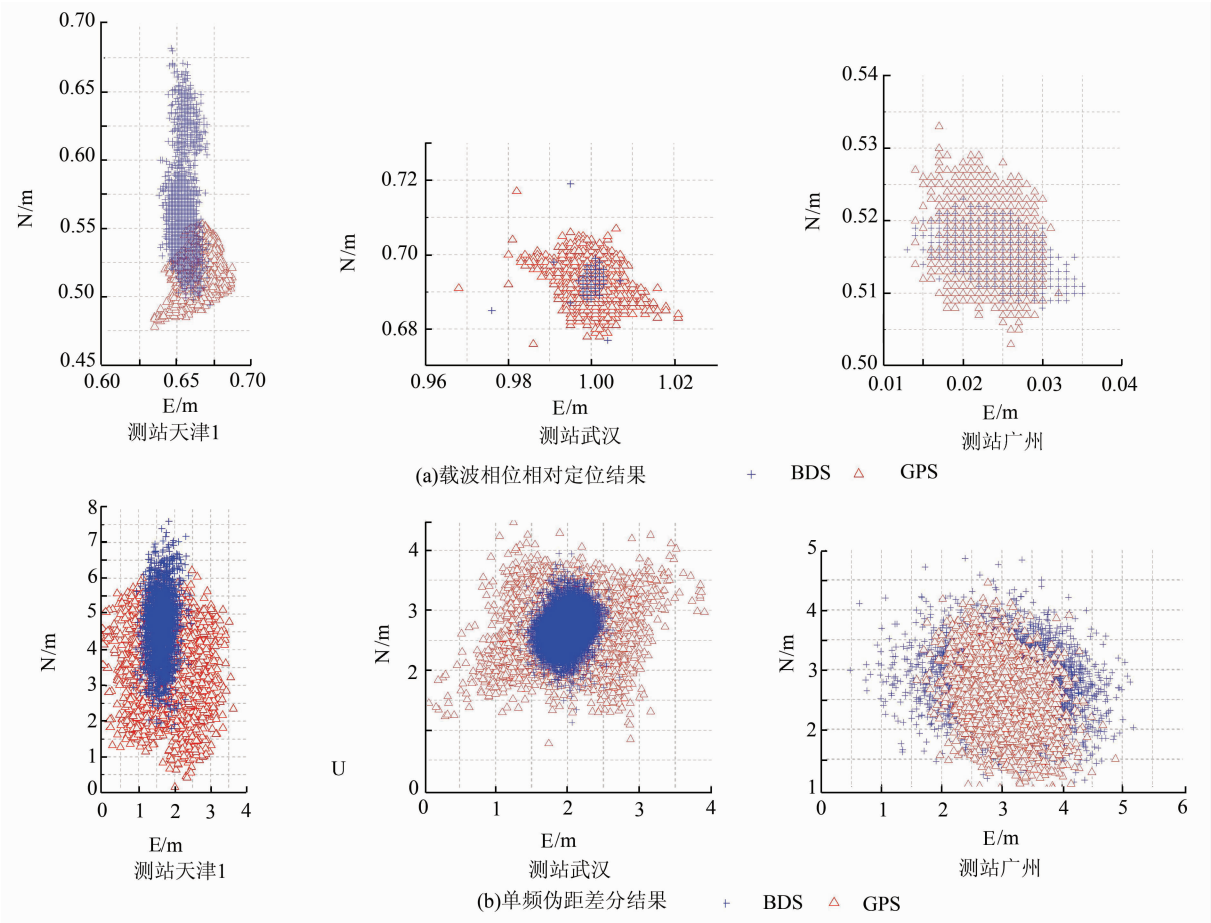 0.70
0.65
0.60
0.55
0.50
0.45
N/m
0.60
0.65
0.70
E/m
测站天津1
0.72
0.70
0.68
N/m
0.96
0.98
1.00
1.02
E/m
测站武汉
0.54
0.53
0.52
0.51
0.50
N/m
0.01
0.02
0.03
0.04
E/m
测站广州
(a)载波相位相对定位结果
+ BDS △ GPS
8
7
6
5
4
3
2
1
0
N/m
0
1
2
3
4
E/m
测站天津1
U
4
3
2
0
N/m
0
1
2
3
4
E/m
测站武汉
5
4
3
2
1
N/m
0
1
2
3
4
5
6
E/m
测站广州
(b)单频伪距差分结果
+ BDS △ GPS